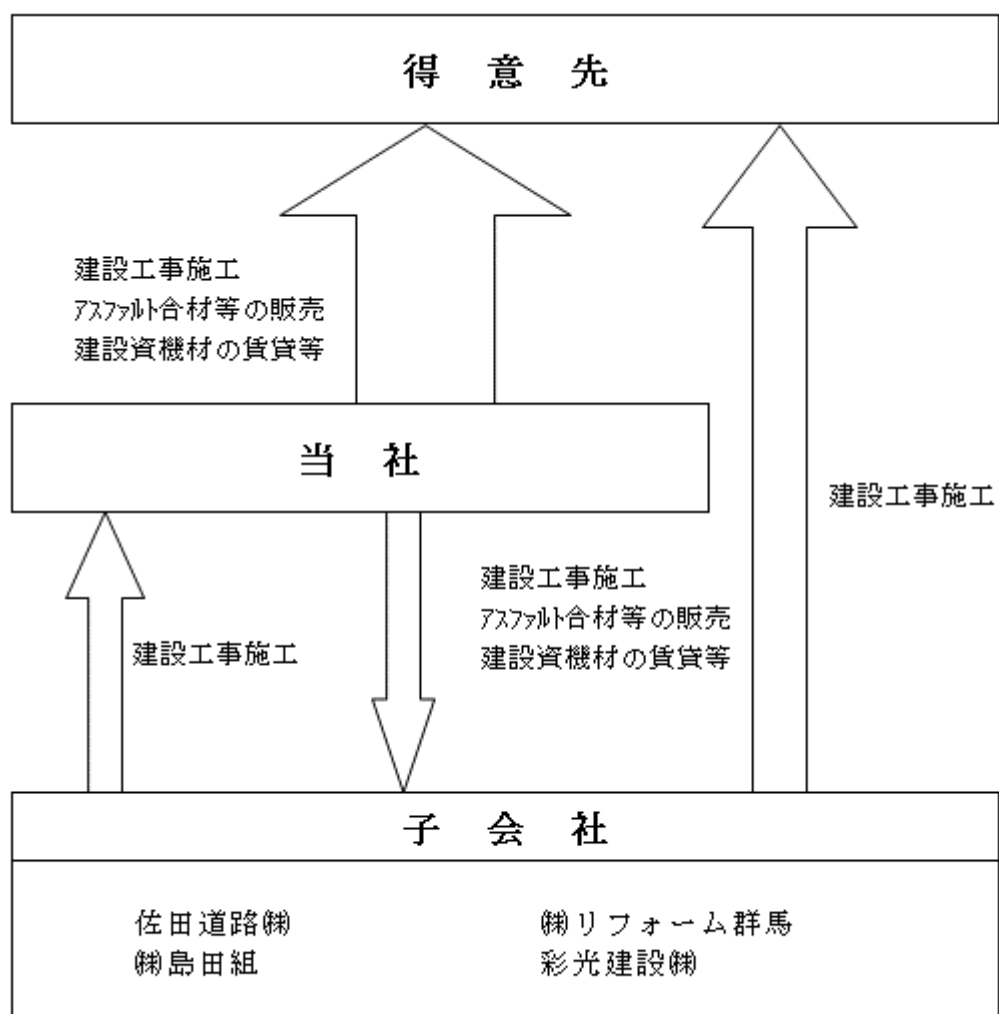 得意先
建設工事施工
ｱｽﾌｧﾙﾄ合材等の販売
建設資機材の賃貸等
当社
建設工事施工
建設工事施工
ｱｽﾌｧﾙﾄ合材等の販売
建設資機材の賃貸等
建設工事施工
子会社
佐田道路㈱
㈱リフォーム群馬
㈱島田組
彩光建設㈱